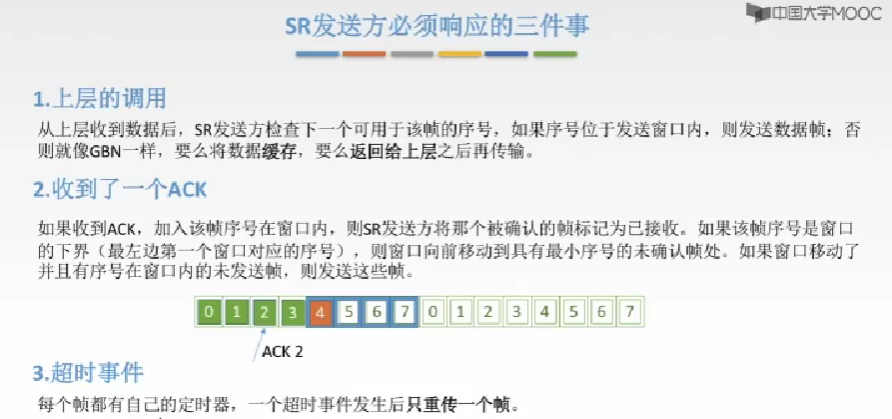 SR发送方必须响应的三件事
中国大学MOOC
1.上层的调用
从上层收到数据后，SR发送方检查下一个可用于该帧的序号，如果序号位于发送窗口内，则发送数据帧；否
则就像GBN一样，要么将数据缓存，要么返回给上层之后再传输。
2.收到了一个ACK
如果收到ACK，加入该帧序号在窗口内，则SR发送方将那个被确认的帧标记为已接收。如果该帧序号是窗口
的下界（最左边第一个窗口对应的序号），则窗口向前移动到具有最小序号的未确认帧处。如果窗口移动了
并且有序号在窗口内的未发送帧，则发送这些帧。
0 1 2 3 4 5 6 7 0 1 2 3 4 5 6 7
ACK 2
3.超时事件
每个帧都有自己的定时器，一个超时事件发生后只重传一个帧。